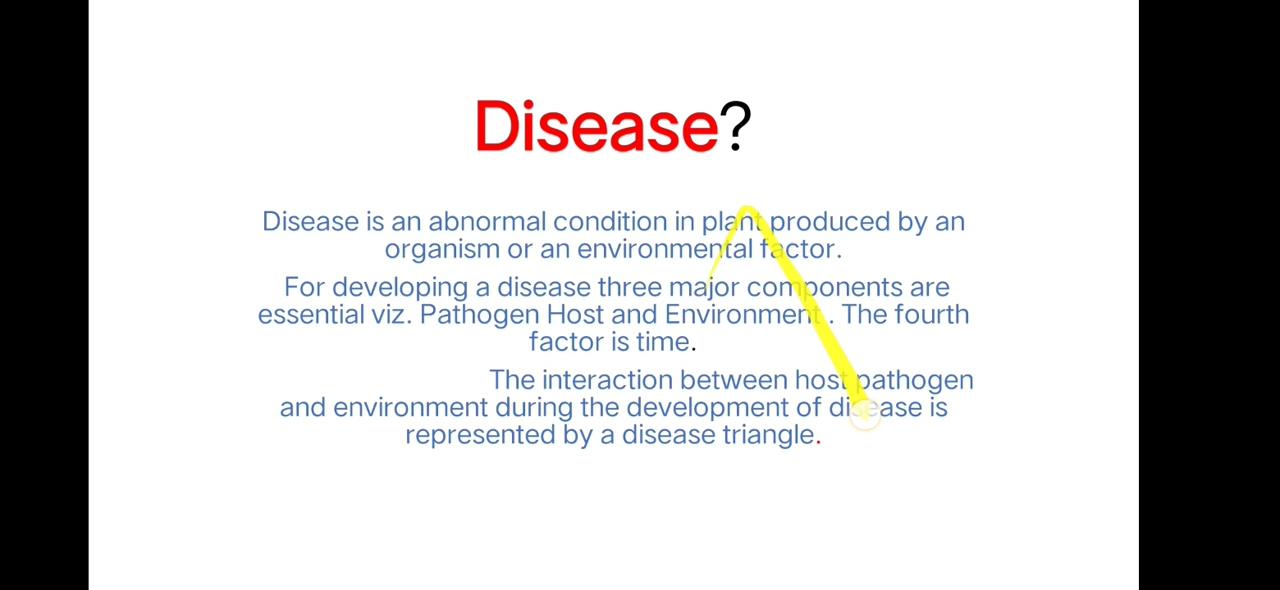 Disease?
Disease is an abnormal condition in plant produced by an
organism or an environmental factor.
For developing a disease three major components are
essential viz. Pathogen Host and Environment . The fourth
factor is time.
The interaction between host pathogen
and environment during the development of disease is
represented by a disease triangle.